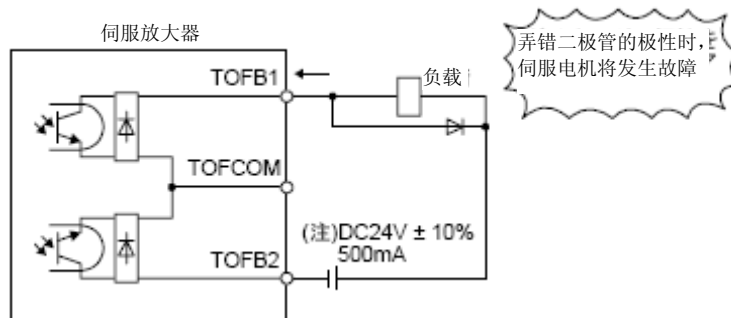 伺服放大器
弄错二极管的极性时,
伺服电机将发生故障
TOFB1
负载
TOFCOM
(注)DC24V ± 10%
500mA
TOFB2